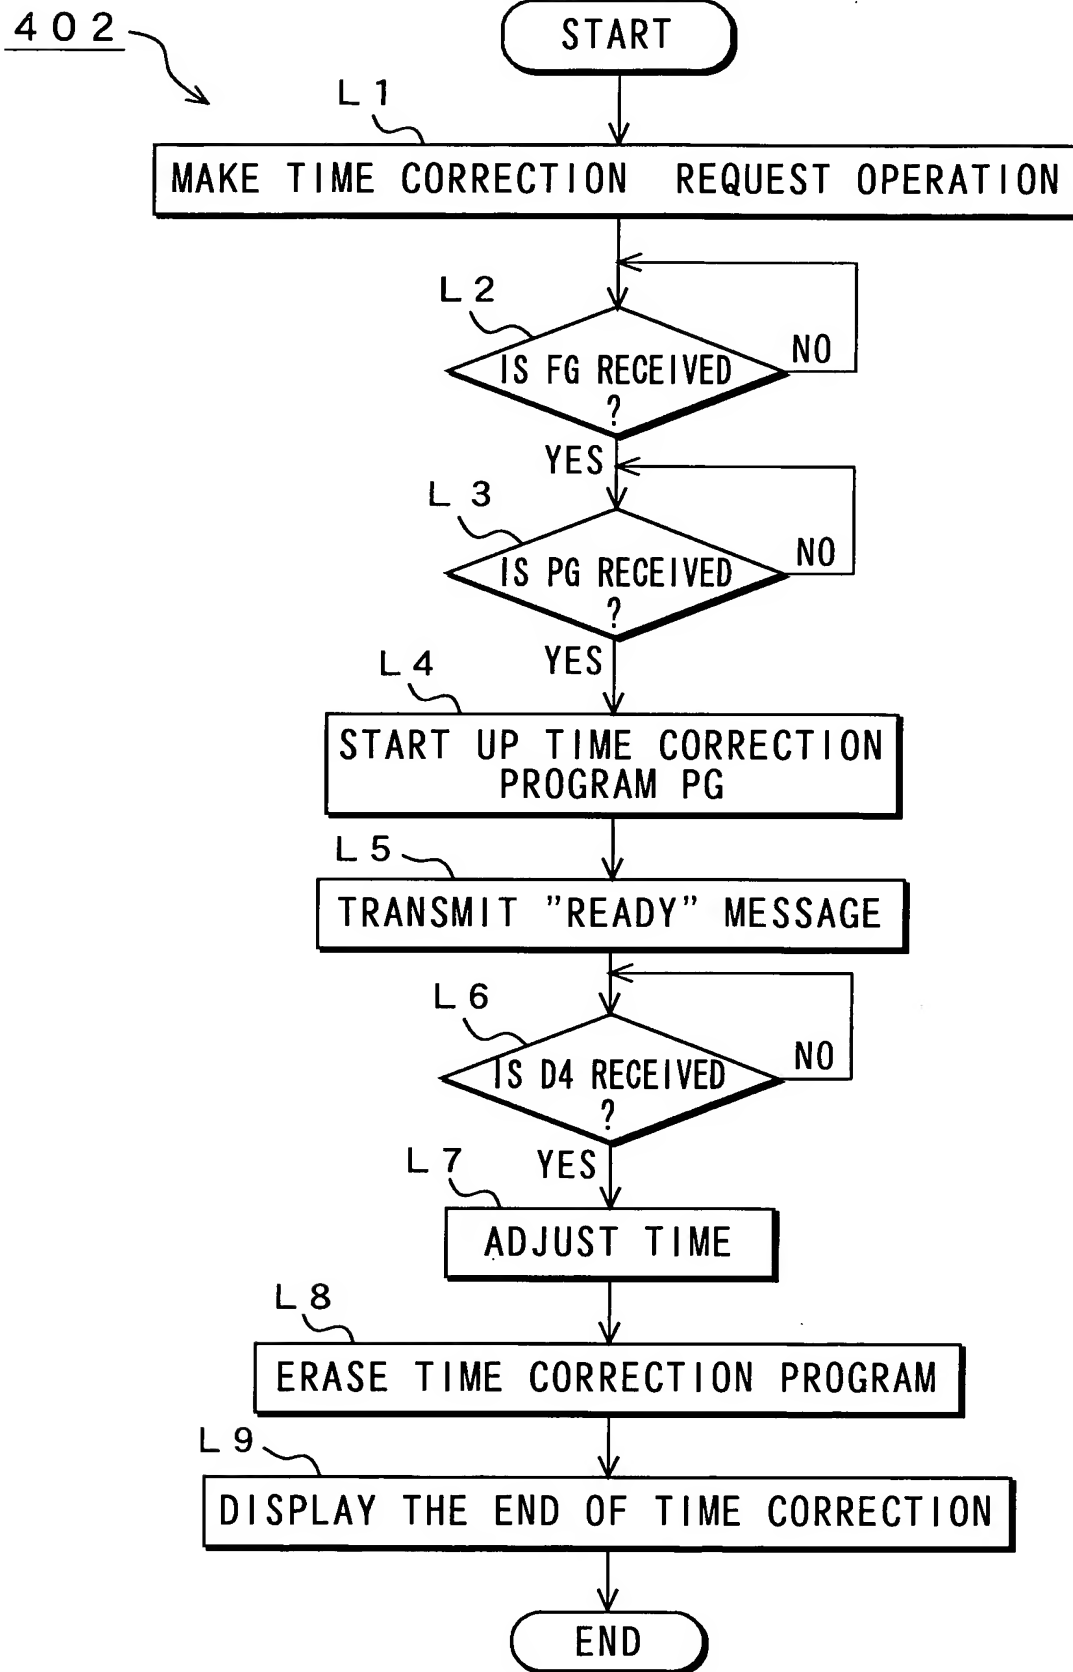 402
START
L1
MAKE TIME CORRECTION REQUEST OPERATION
L2
IS FG RECEIVED
?
NO
YES
L3
IS PG RECEIVED
?
NO
YES
L4
START UP TIME CORRECTION
PROGRAM PG
L5
TRANSMIT "READY" MESSAGE
L6
IS D4 RECEIVED
?
NO
YES
L7
ADJUST TIME
L8
ERASE TIME CORRECTION PROGRAM
L9
DISPLAY THE END OF TIME CORRECTION
END